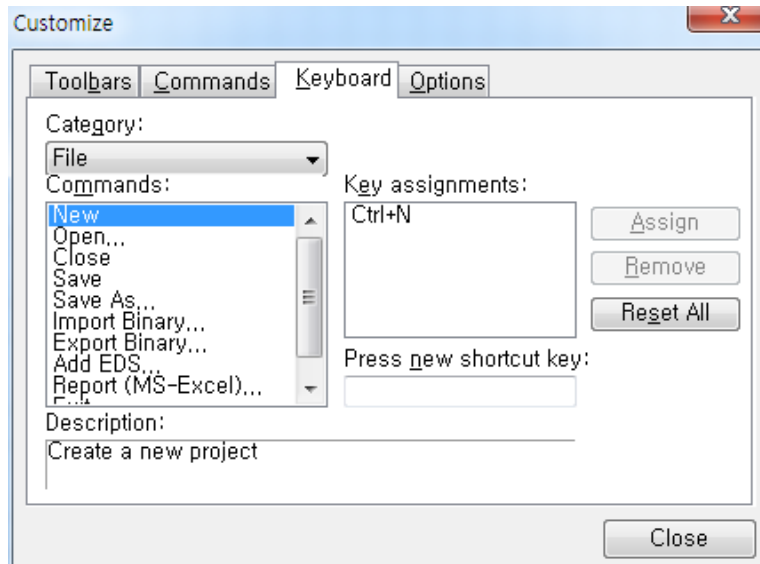 Customize
Toolbars Commands Keyboard Options
Category:
File
Commands:
New
Open...
Close
Save
Save As...
Import Binary...
Export Binary...
Add EDS...
Report (MS-Excel)...
Exit
Key assignments:
Ctrl+N
Assign
Remove
Reset All
Press new shortcut key:
Description:
Create a new project
Close